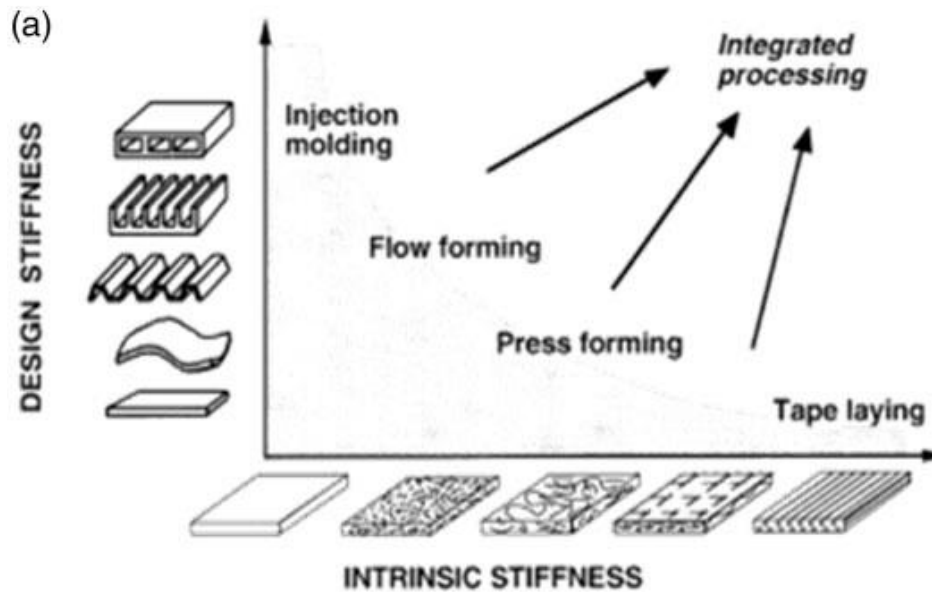 (a)
DESIGN STIFFNESS
Injection
molding
Integrated
processing
Flow forming
Press forming
Tape laying
INTRINSIC STIFFNESS